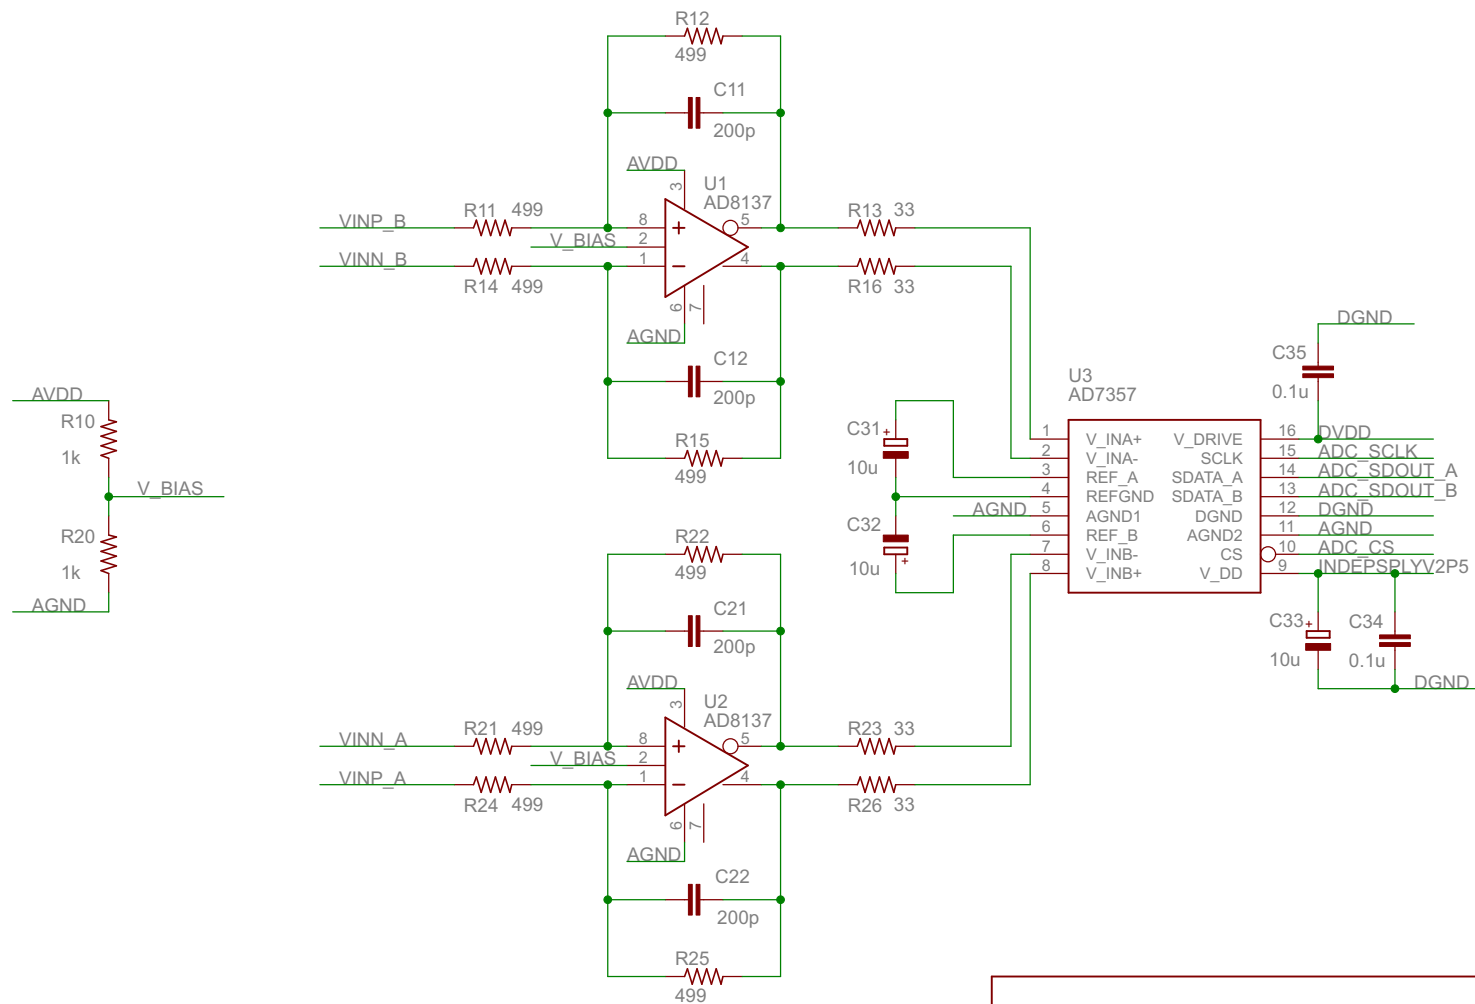 R12
499
C11
200p
AVDD
3
U1
AD8137
VINP_B
R11 499
8
+
5
R13 33
V_BIAS
2
VINN_B
1
−
4
R14 499
R16 33
6
7
AGND
C12
200p
R15
499
AVDD
R10
1k
V_BIAS
R20
1k
AGND
DGND
C35
0.1u
U3
AD7357
C31
+
10u
C32
10u
+
AGND
1 V_INA+ V_DRIVE 16 DVDD
2 V_INA- SCLK 15 ADC_SCLK
3 REF_A SDATA_A 14 ADC_SDOUT_A
4 REFGND SDATA_B 13 ADC_SDOUT_B
5 AGND1 DGND 12 DGND
6 REF_B AGND2 11 AGND
7 V_INB- CS 10 ADC_CS
8 V_INB+ V_DD 9 INDEPSPLYV2P5
C33
+
10u
C34
0.1u
DGND
R22
499
C21
200p
AVDD
3
U2
AD8137
VINN_A
R21 499
8
+
5
R23 33
V_BIAS
2
VINP_A
1
−
4
R24 499
R26 33
6
7
AGND
C22
200p
R25
499